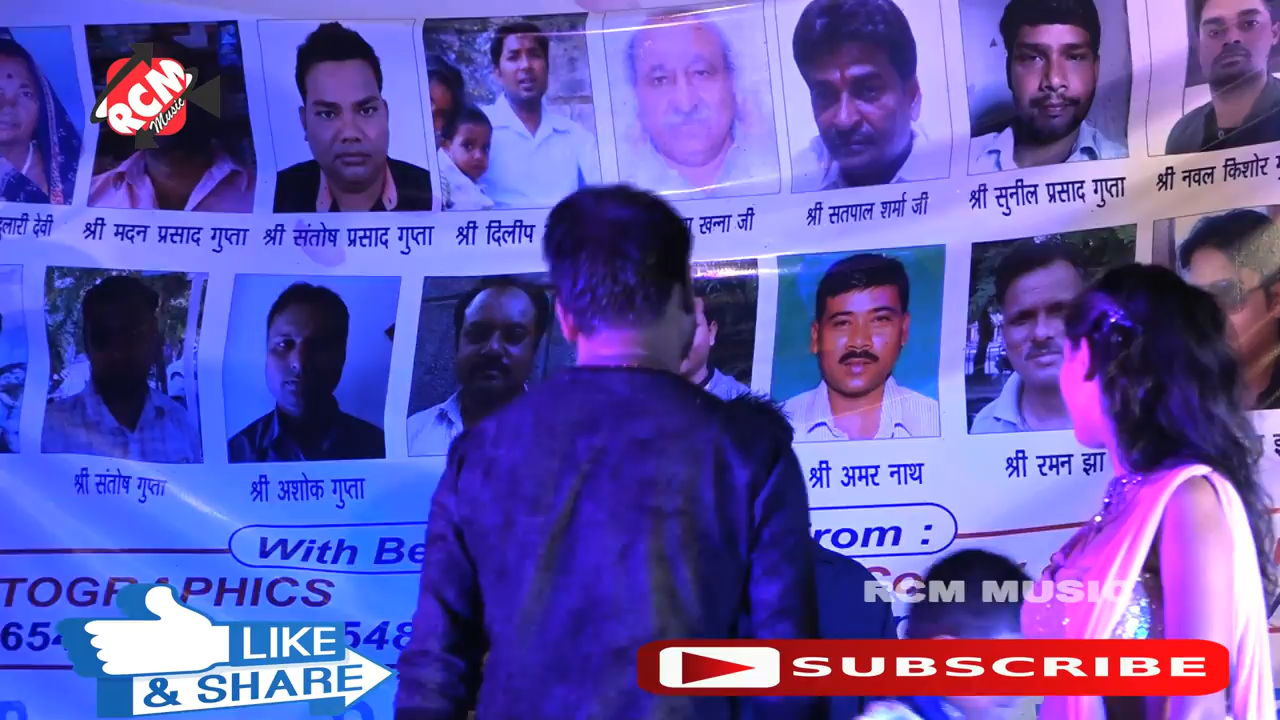 RCM
Music
श्री मदन प्रसाद गुप्ता
श्री संतोष प्रसाद गुप्ता
श्री दिलीप
खन्ना जी
श्री सतपाल शर्मा जी
श्री सुनील प्रसाद गुप्ता
श्री नवल किशोर
श्री संतोष गुप्ता
श्री अशोक गुप्ता
श्री अमर नाथ
श्री रमन झा
With
rom :
TOGRAPHICS
RCM MUSIC
LIKE
& SHARE
SUBSCRIBE